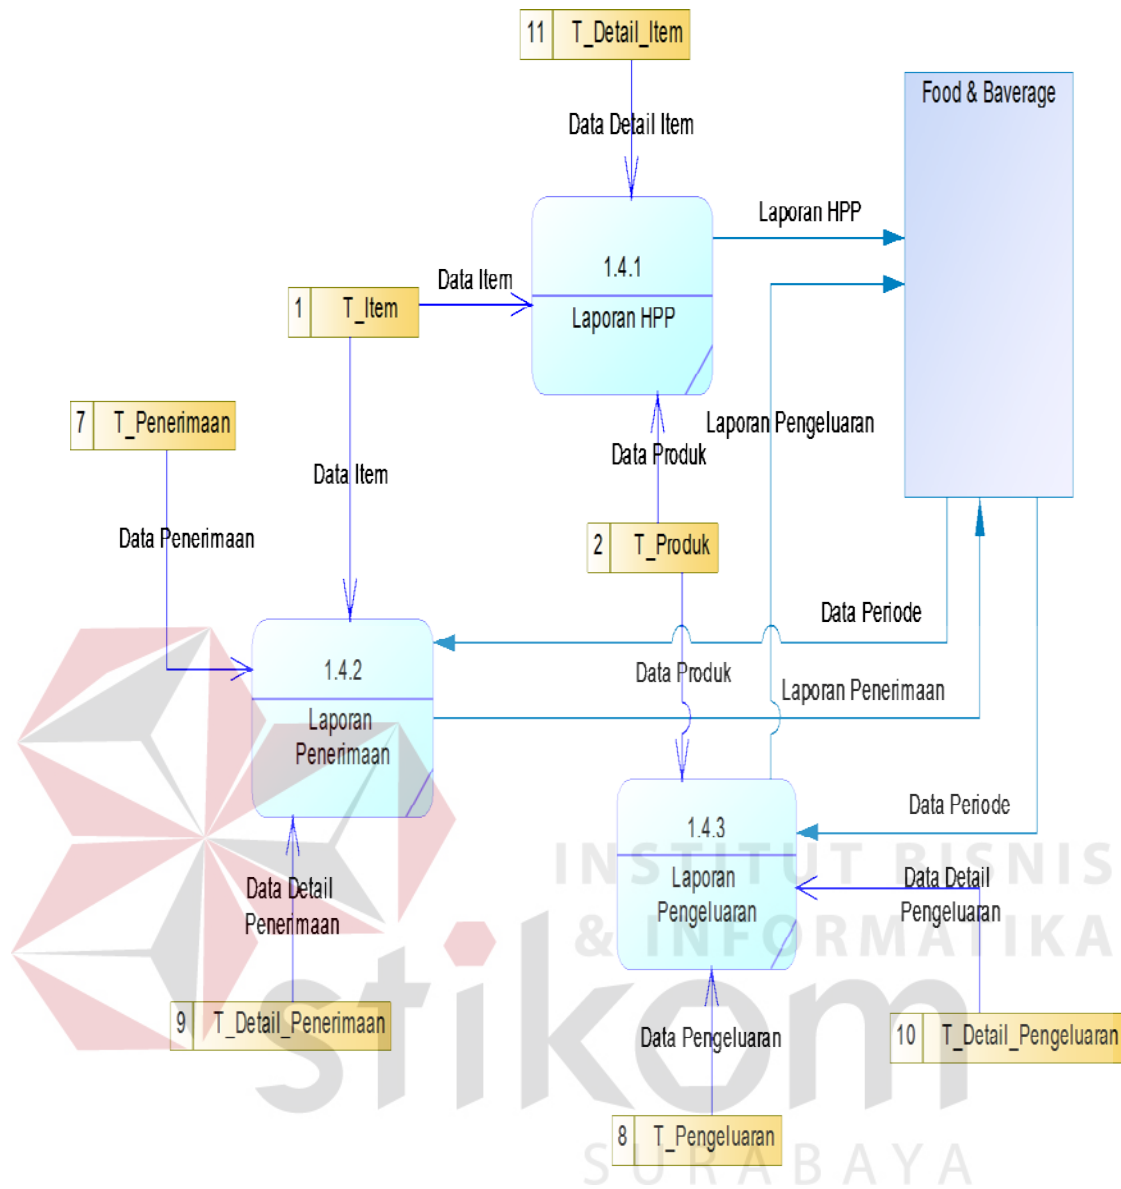 11 T_Detail_Item
Food & Baverage
Data Detail Item
Laporan HPP
1.4.1
Data Item
1 T_Item
Laporan HPP
7 T_Penerimaan
Laporan Pengeluaran
Data Produk
Data Item
Data Penerimaan
2 T_Produk
Data Periode
1.4.2
Data Produk
Laporan Penerimaan
Laporan
Penerimaan
Data Periode
1.4.3
INSTITUT BISNIS
Laporan
Pengeluaran
Data Detail
Pengeluaran
Data Detail
Penerimaan
& INFORMATIKA
stikom
9 T_Detail_Penerimaan
Data Pengeluaran
10 T_Detail_Pengeluaran
8 T_Pengeluaran
SURABAYA